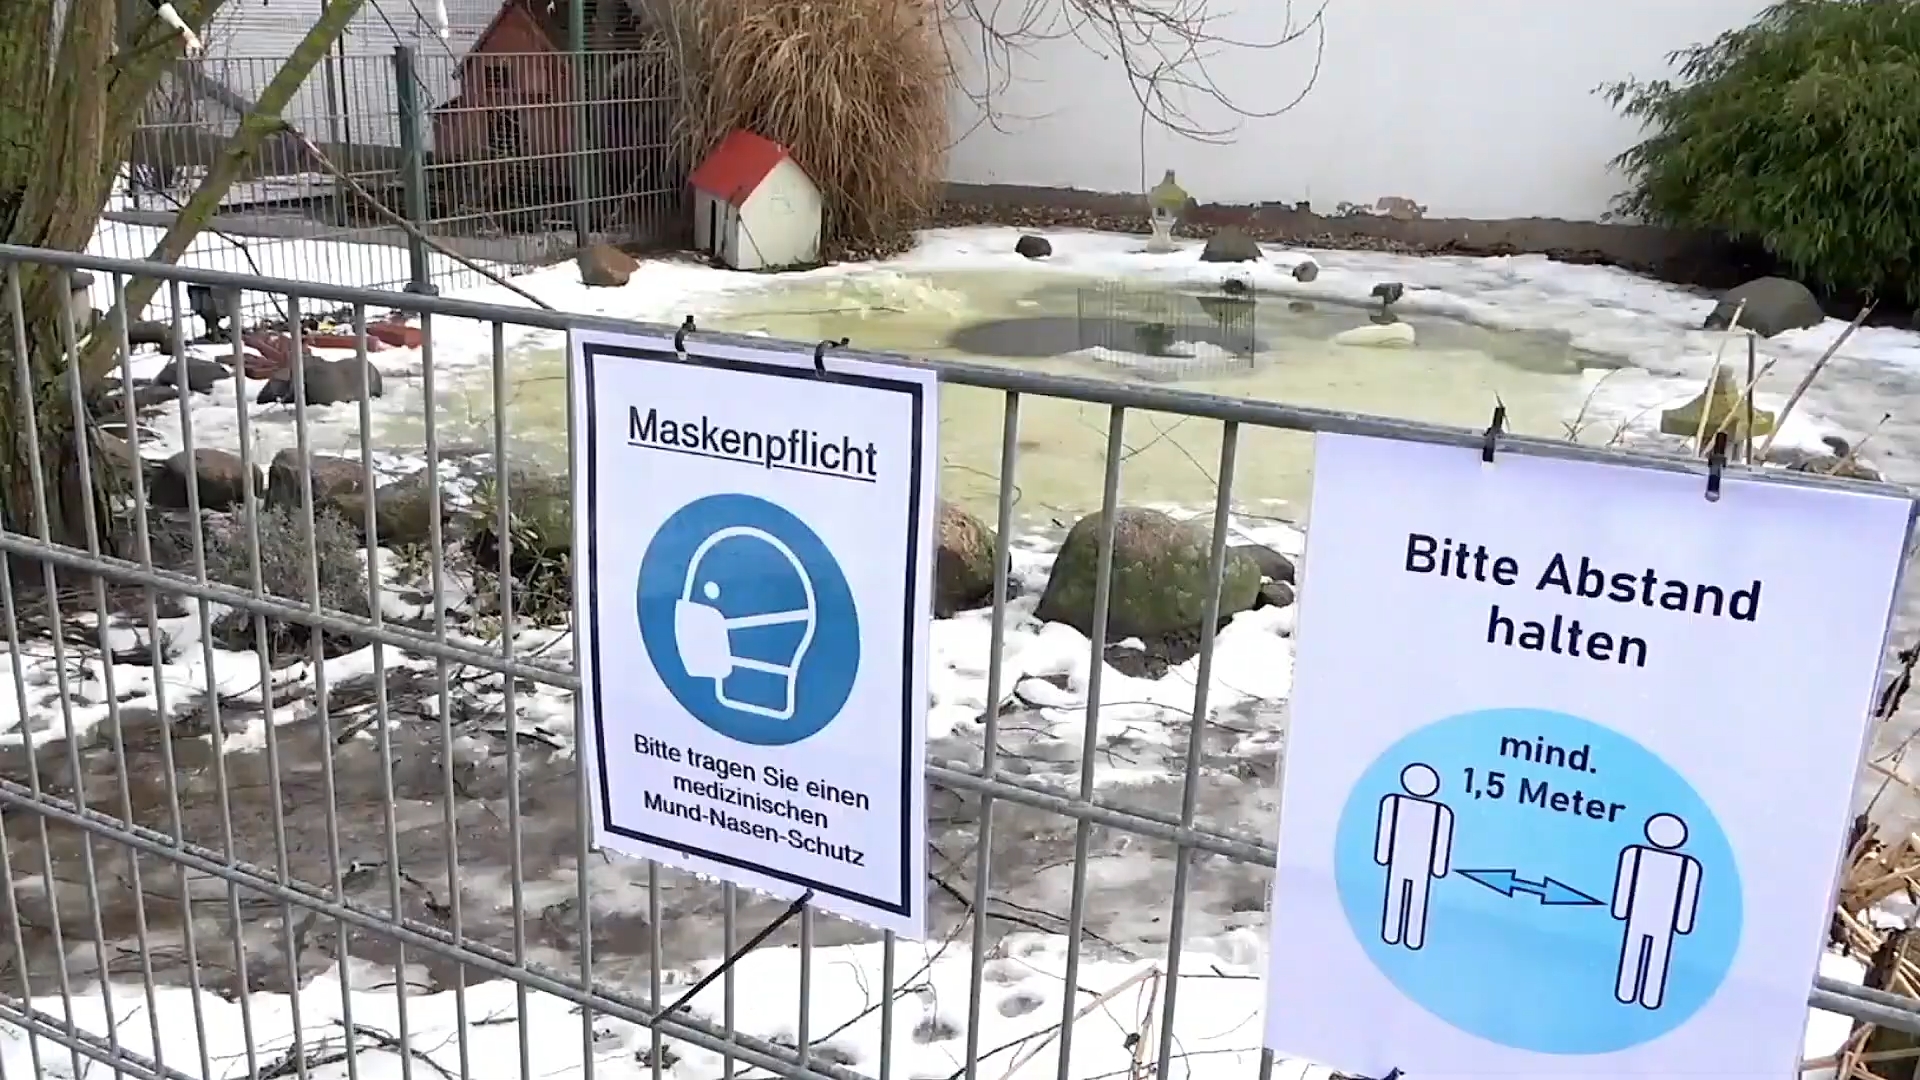 Maskenpflicht
Bitte tragen Sie einen
medizinischen
Mund-Nasen-Schutz
Bitte Abstand
halten
mind.
1,5 Meter